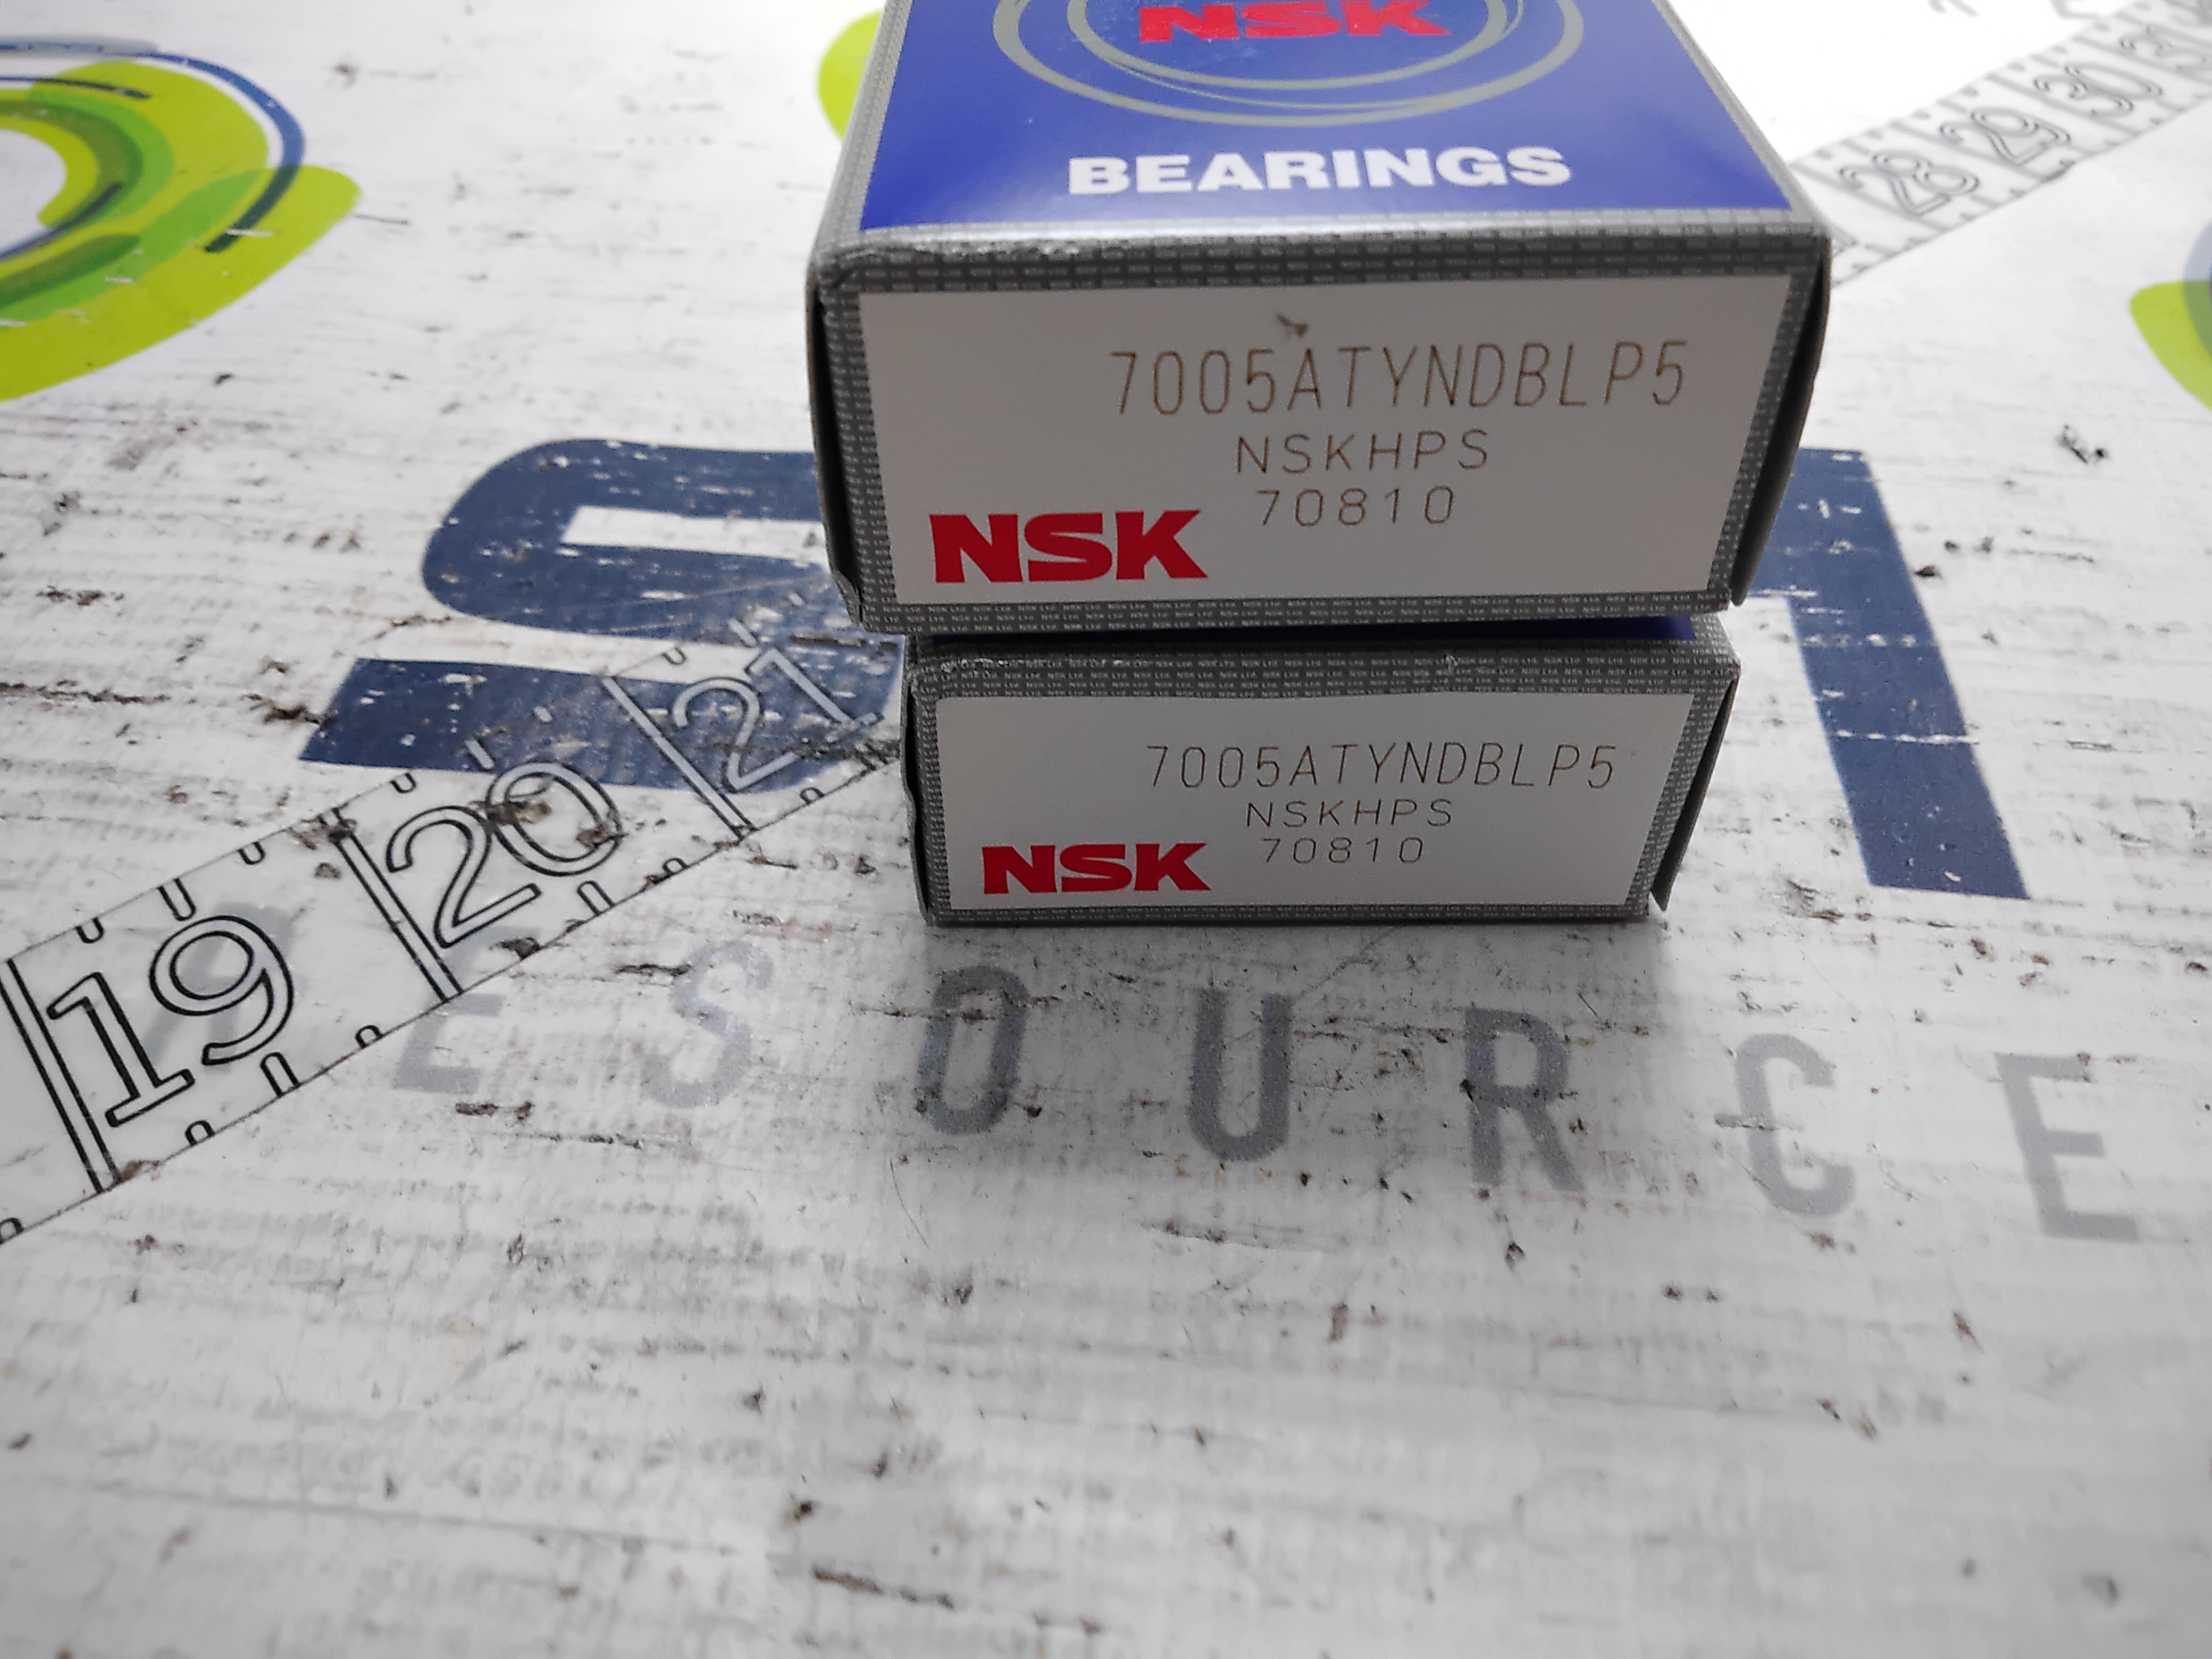 NSK
BEARINGS
7005ATYNDBLP5
NSKHPS
70810
NSK
7005ATYNDBLP5
NSKHPS
70810
NSK
28 29 30
19 20 21
ESOURCE